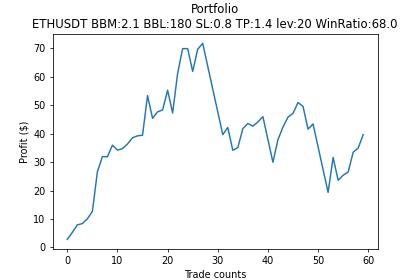 Portfolio
ETHUSDT BBM:2.1 BBL:180 SL:0.8 TP:1.4 lev:20 WinRatio:68.0
Profit ($)
70
60
50
40
30
20
10
0
0 10 20 30 40 50 60
Trade counts